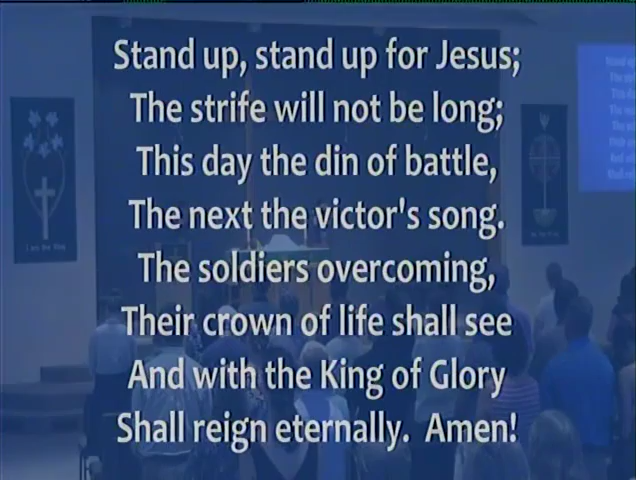 Stand up, stand up for Jesus;
The strife will not be long;
This day the din of battle,
The next the victor's song.
The soldiers overcoming,
Their crown of life shall see
And with the King of Glory
Shall reign eternally.  Amen!